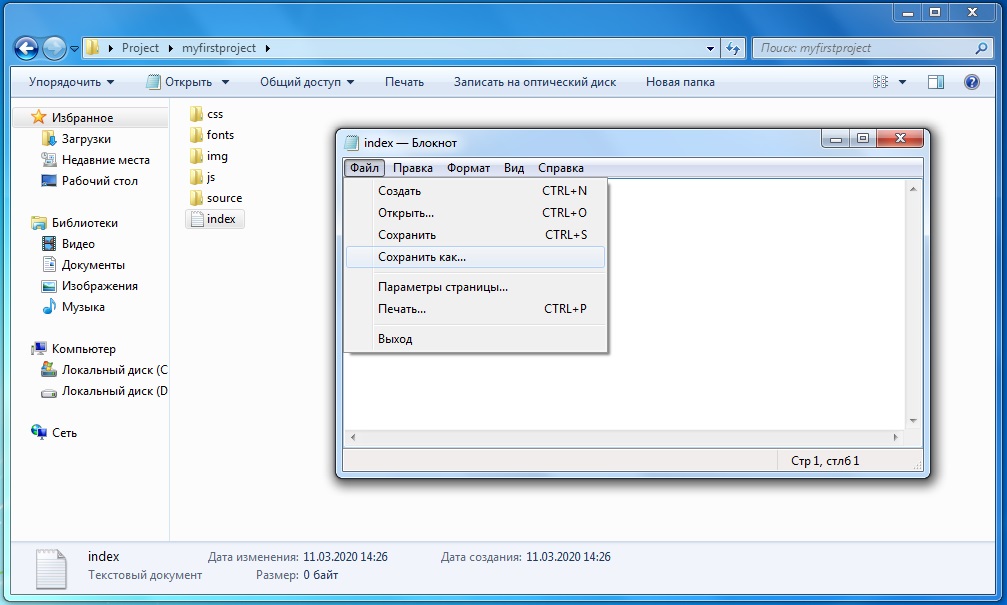 Project myfirstproject
Поиск: myfirstproject
Упорядочить Открыть Общий доступ Печать Записать на оптический диск Новая папка
Избранное
Загрузки
Недавние места
Рабочий стол
Библиотеки
Видео
Документы
Изображения
Музыка
Компьютер
Локальный диск (C
Локальный диск (D
Сеть
css
fonts
img
js
source
index
index — Блокнот
Файл Правка Формат Вид Справка
Создать CTRL+N
Открыть... CTRL+O
Сохранить CTRL+S
Сохранить как...
Параметры страницы...
Печать... CTRL+P
Выход
Стр 1, стлб 1
index Дата изменения: 11.03.2020 14:26 Дата создания: 11.03.2020 14:26
Текстовый документ Размер: 0 байт